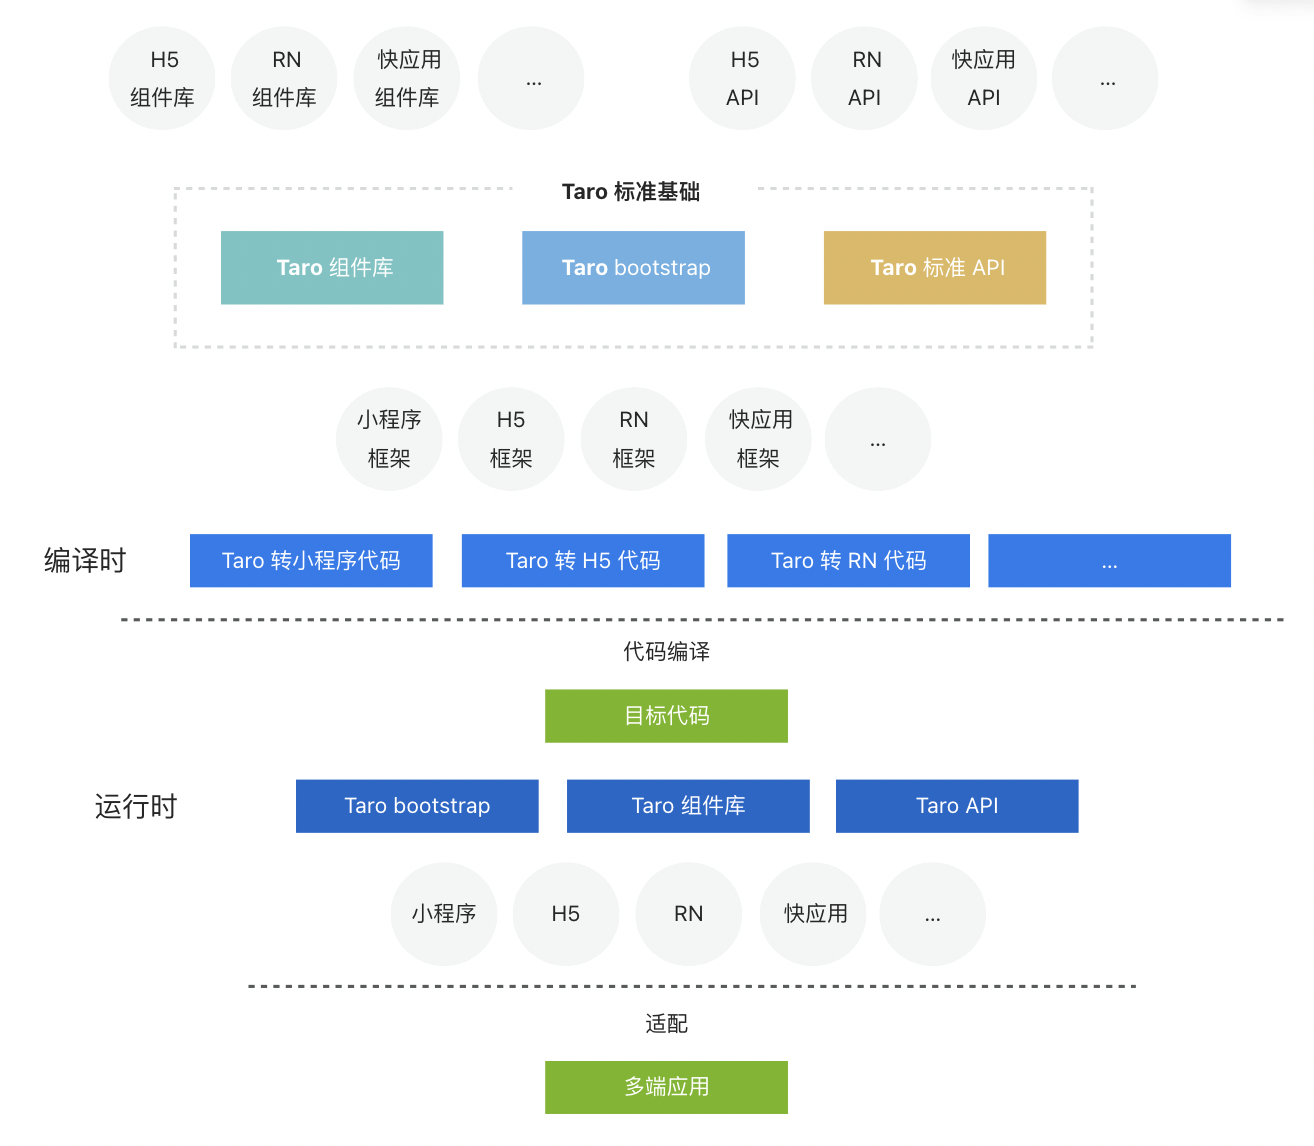 H5
组件库
RN
组件库
快应用
组件库
...
H5
API
RN
API
快应用
API
...
Taro 标准基础
Taro 组件库
Taro bootstrap
Taro 标准 API
小程序
框架
H5
框架
RN
框架
快应用
框架
...
编译时
Taro 转小程序代码
Taro 转 H5 代码
Taro 转 RN 代码
...
代码编译
目标代码
运行时
Taro bootstrap
Taro 组件库
Taro API
小程序
H5
RN
快应用
...
适配
多端应用